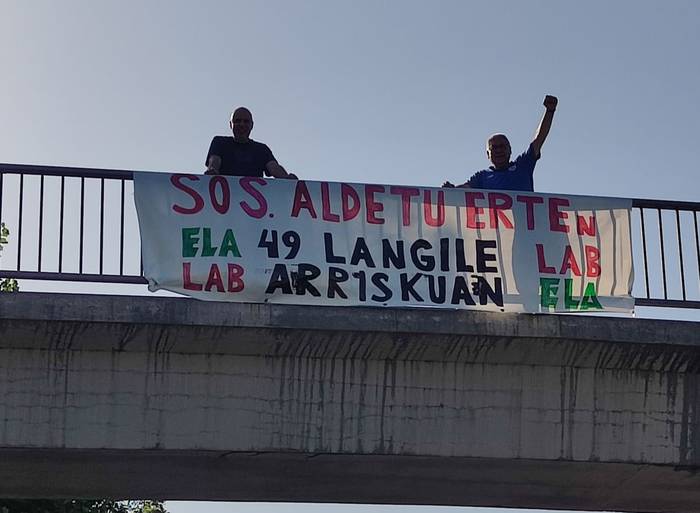 SOS. ALDETU ERTEN
ELA 49 LANGILE LAB
LAB ARRISKUAN ELA